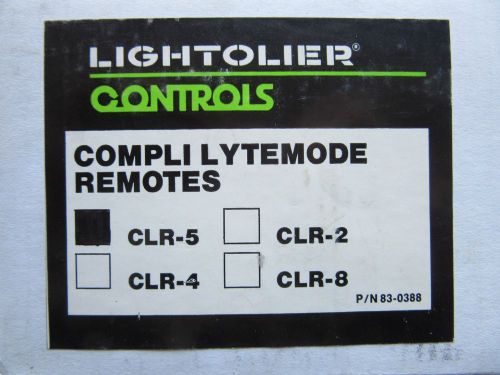 LIGHTOLIER®
CONTROLS
COMPLI LYTEMODE
REMOTES
CLR-5 CLR-2
CLR-4 CLR-8
P/N 83-0388